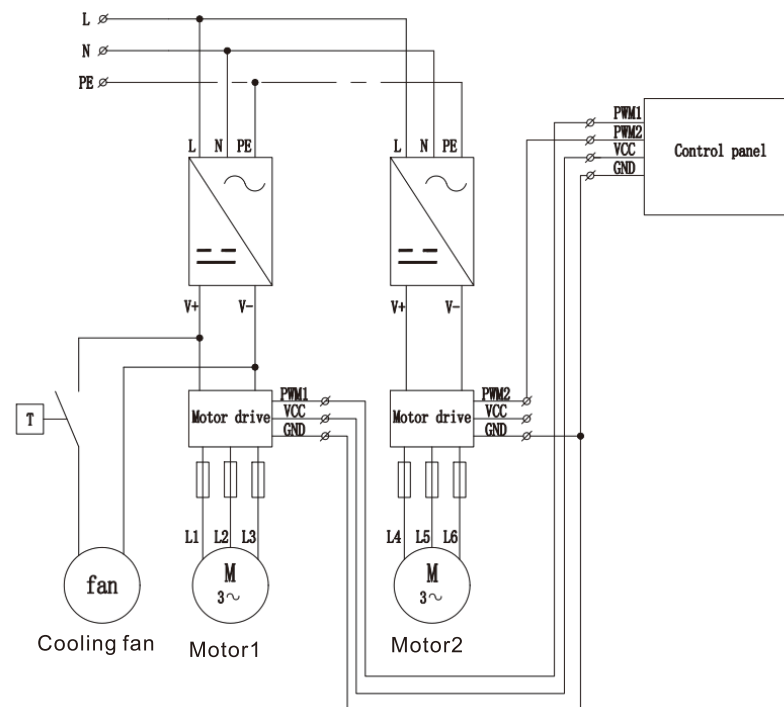 L
N
PE
L N PE
L N PE
PWM1
PWM2
VCC
GND
Control panel
V+ V-
V+ V-
T
Motor drive
PWM1
VCC
GND
Motor drive
PWM2
VCC
GND
L1 L2 L3
L4 L5 L6
fan
M
3~
M
3~
Cooling fan
Motor1
Motor2